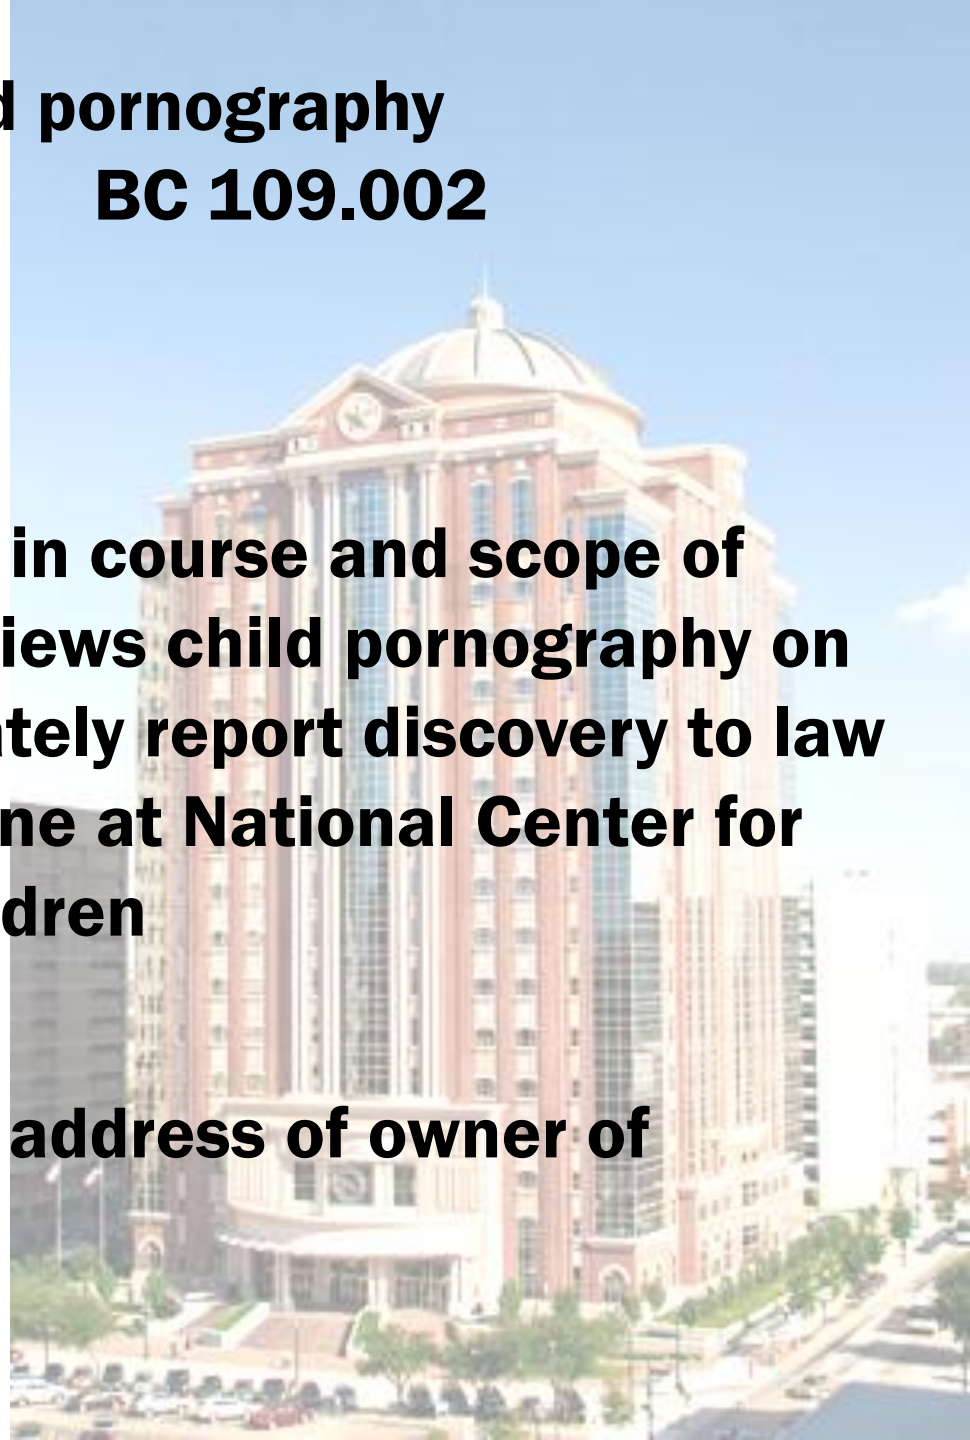 d pornography
BC 109.002
in course and scope of
iews child pornography on
ately report discovery to law
ne at National Center for
dren
address of owner of